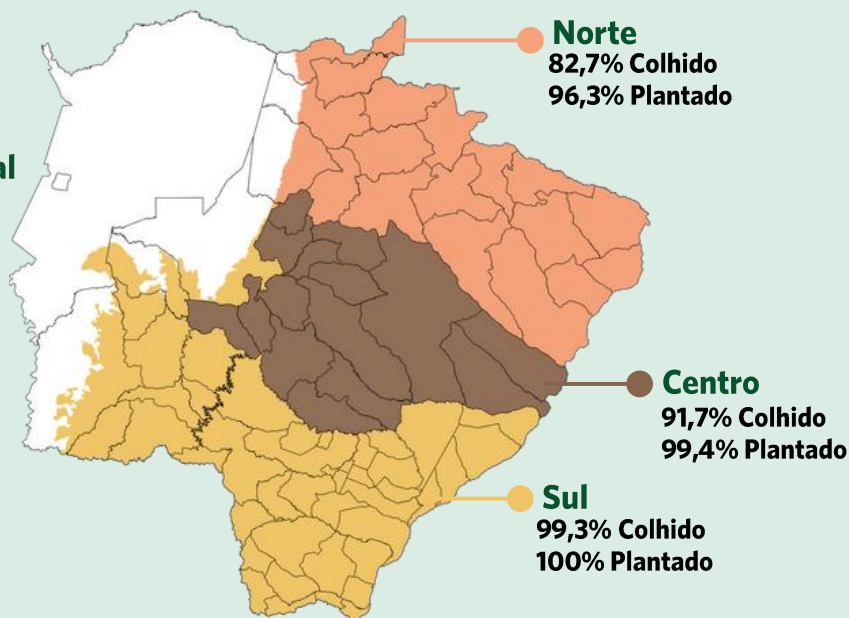 Norte
82,7% Colhido
96,3% Plantado
al
Centro
91,7% Colhido
99,4% Plantado
Sul
99,3% Colhido
100% Plantado